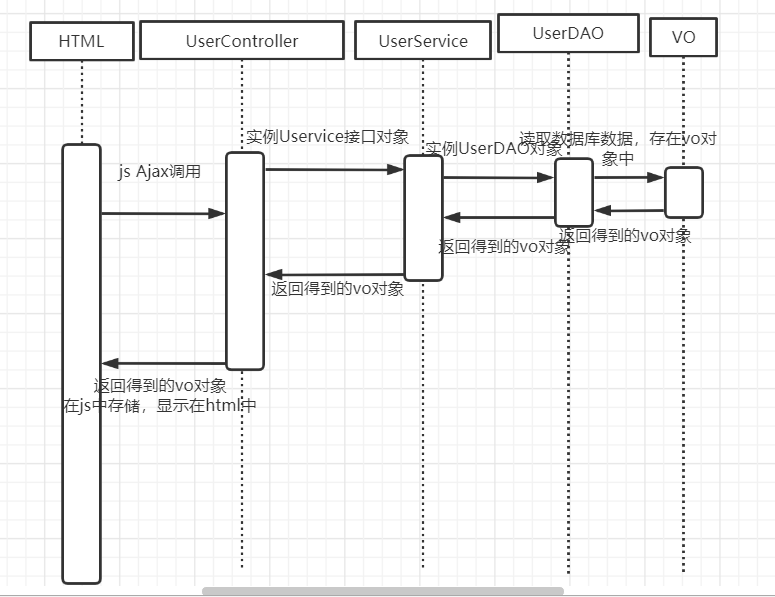 HTML
UserController
UserService
UserDAO
VO
实例Uservice接口对象
实例UserDAO对象
读取数据库数据，存在vo对
象中
js Ajax调用
返回得到的vo对象
返回得到的vo对象
返回得到的vo对象
返回得到的vo对象
在js中存储，显示在html中